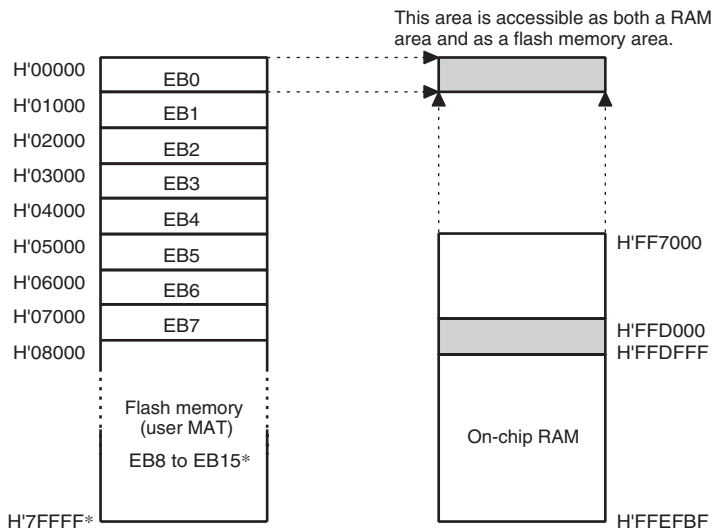 This area is accessible as both a RAM
area and as a flash memory area.
H'00000
EB0
H'01000
EB1
H'02000
EB2
H'03000
EB3
H'04000
EB4
H'05000
EB5
H'06000
EB6
H'07000
EB7
H'08000
Flash memory
(user MAT)
EB8 to EB15*
H'7FFFF*
H'FF7000
H'FFD000
H'FFDFFF
On-chip RAM
H'FFEFBF